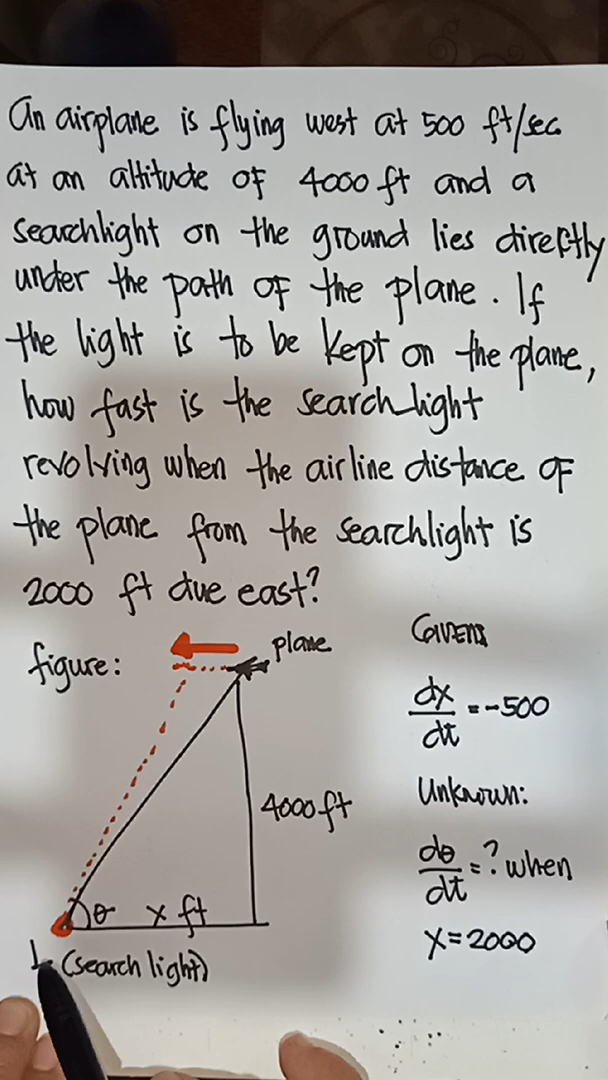 An airplane is flying west at 500 ft/sec
at an altitude of 4000 ft and a
searchlight on the ground lies directly
under the path of the plane. If
the light is to be kept on the plane,
how fast is the searchlight
revolving when the airline distance of
the plane from the searchlight is
2000 ft due east?
figure:
plane
4000 ft
θ x ft
L (search light)
Givens
dx/dt = -500
Unknown:
dθ/dt = ? when
x = 2000